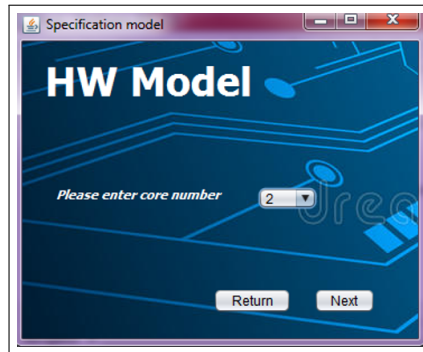 Specification model
HW Model
Please enter core number
2
Return
Next